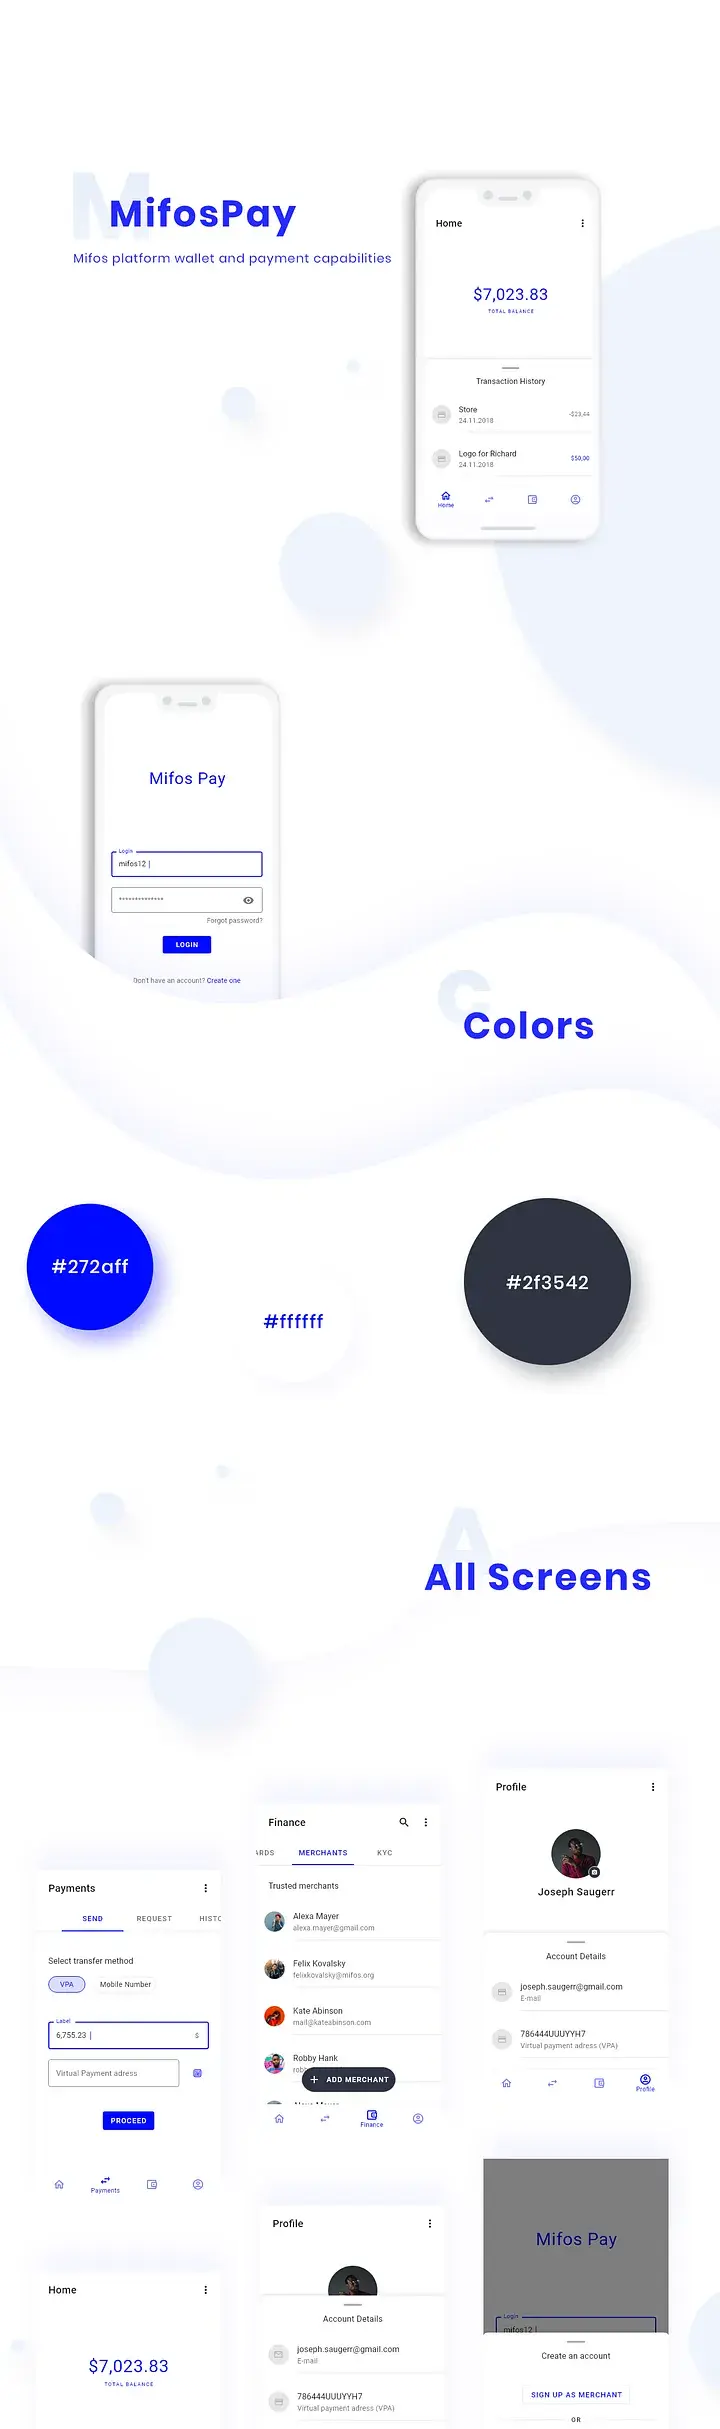 M
MifosPay
Mifos platform wallet and payment capabilities
Home
$7,023.83
TOTAL BALANCE
Transaction History
Store
24.11.2018
-$23,44
Logo for Richard
24.11.2018
$50,00
Home
Mifos Pay
Login
mifos12 |
**************
Forgot password?
LOGIN
Don't have an account? Create one
C
Colors
#272aff
#ffffff
#2f3542
A
All Screens
Payments
SEND REQUEST HISTO
Select transfer method
VPA Mobile Number
Label
6,755.23 | $
Virtual Payment adress
PROCEED
Payments
Finance
ARDS MERCHANTS KYC
Trusted merchants
Alexa Mayer
alexa.mayer@gmail.com
Felix Kovalsky
felixkovalsky@mifos.org
Kate Abinson
mail@kateabinson.com
Robby Hank
robb
+ ADD MERCHANT
Finance
Profile
Joseph Saugerr
Account Details
joseph.saugerr@gmail.com
E-mail
786444UUUYYH7
Virtual payment adress (VPA)
Profile
Home
$7,023.83
TOTAL BALANCE
Profile
Account Details
joseph.saugerr@gmail.com
E-mail
786444UUUYYH7
Virtual payment adress (VPA)
Mifos Pay
Login
mifos12 |
Create an account
SIGN UP AS MERCHANT
OR